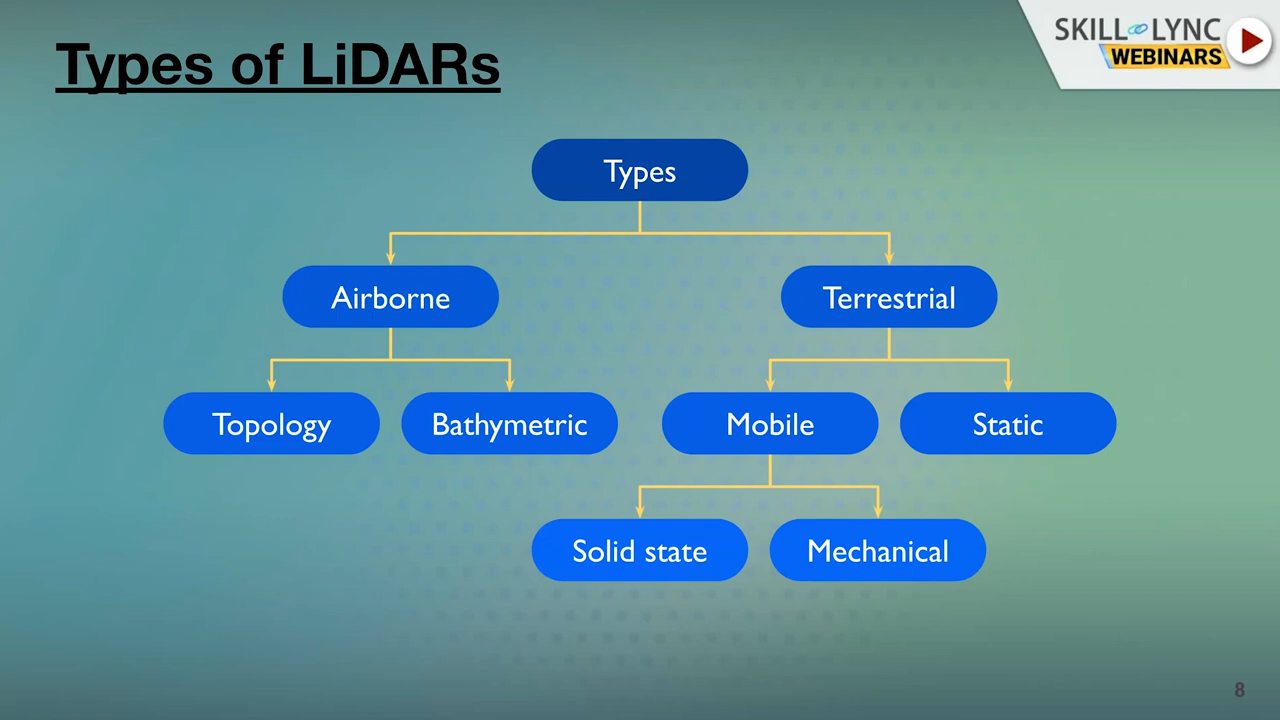 Types of LiDARs
SKILL LYNC
WEBINARS
Types
Airborne
Terrestrial
Topology
Bathymetric
Mobile
Static
Solid state
Mechanical
8